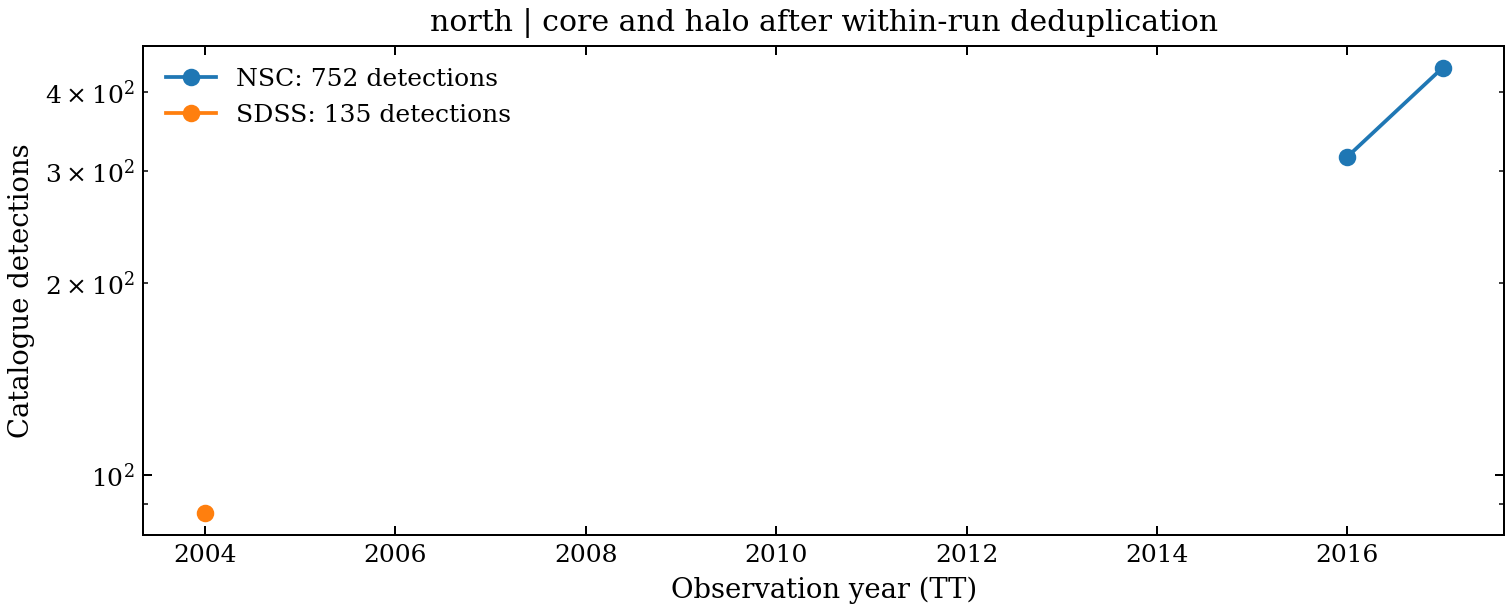 north | core and halo after within-run deduplication
NSC: 752 detections
SDSS: 135 detections
Catalogue detections
4 × 10²
3 × 10²
2 × 10²
10²
2004 2006 2008 2010 2012 2014 2016
Observation year (TT)